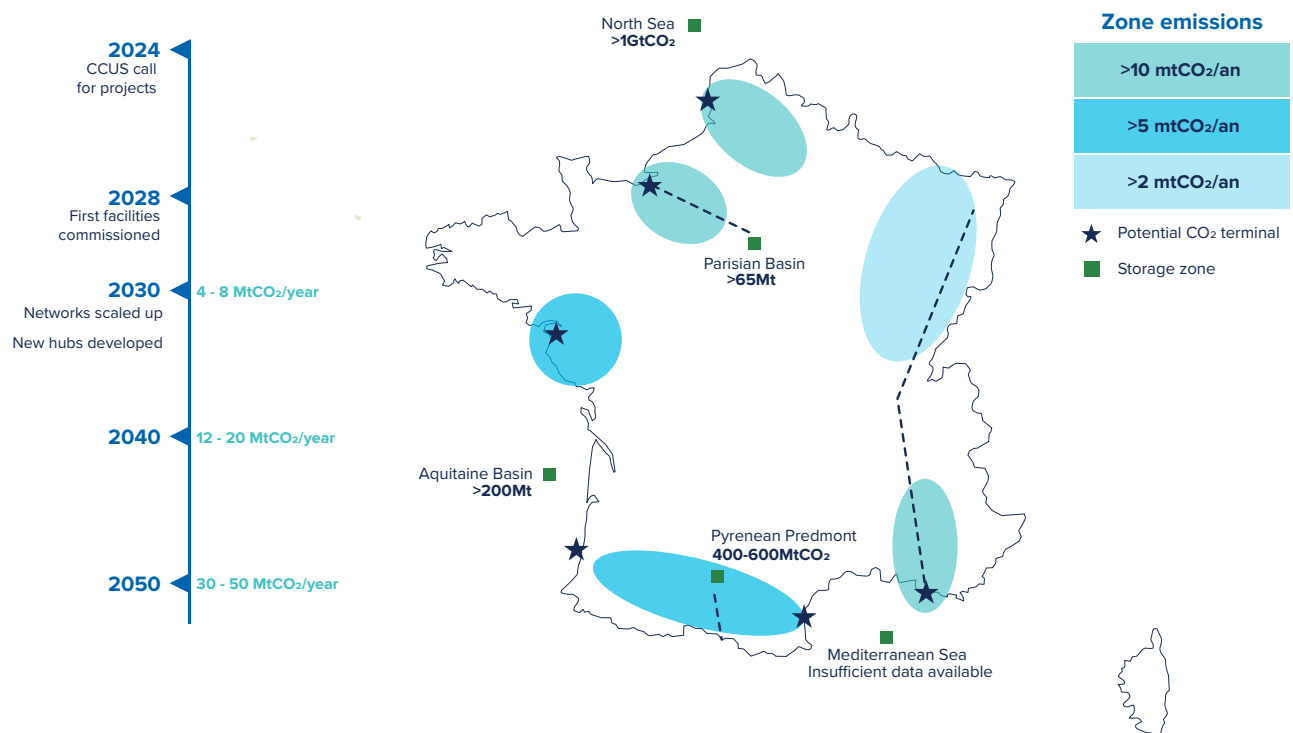 2024
CCUS call
for projects
2028
First facilities
commissioned
2030
4 - 8 MtCO₂/year
Networks scaled up
New hubs developed
2040
12 - 20 MtCO₂/year
2050
30 - 50 MtCO₂/year
North Sea
>1GtCO₂
Parisian Basin
>65Mt
Aquitaine Basin
>200Mt
Pyrenean Predmont
400-600MtCO₂
Mediterranean Sea
Insufficient data available
Zone emissions
>10 mtCO₂/an
>5 mtCO₂/an
>2 mtCO₂/an
Potential CO₂ terminal
Storage zone